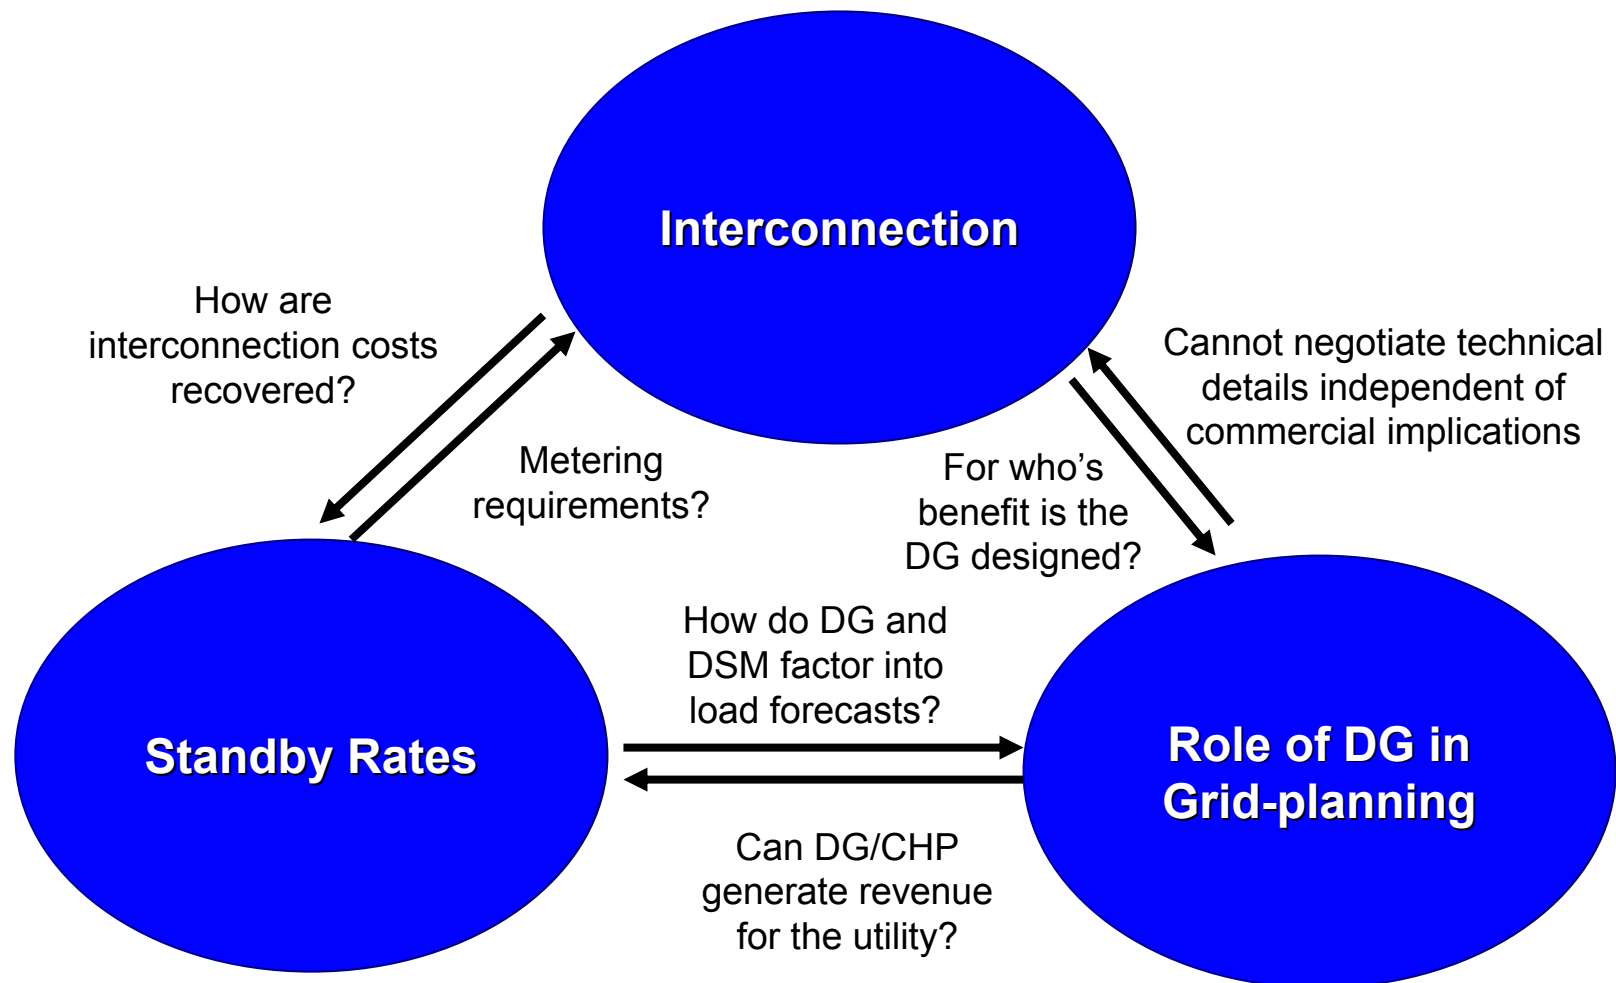 Interconnection
How are
interconnection costs
recovered?
Cannot negotiate technical
details independent of
commercial implications
Metering
requirements?
For who’s
benefit is the
DG designed?
How do DG and
DSM factor into
load forecasts?
Standby Rates
Role of DG in
Grid-planning
Can DG/CHP
generate revenue
for the utility?